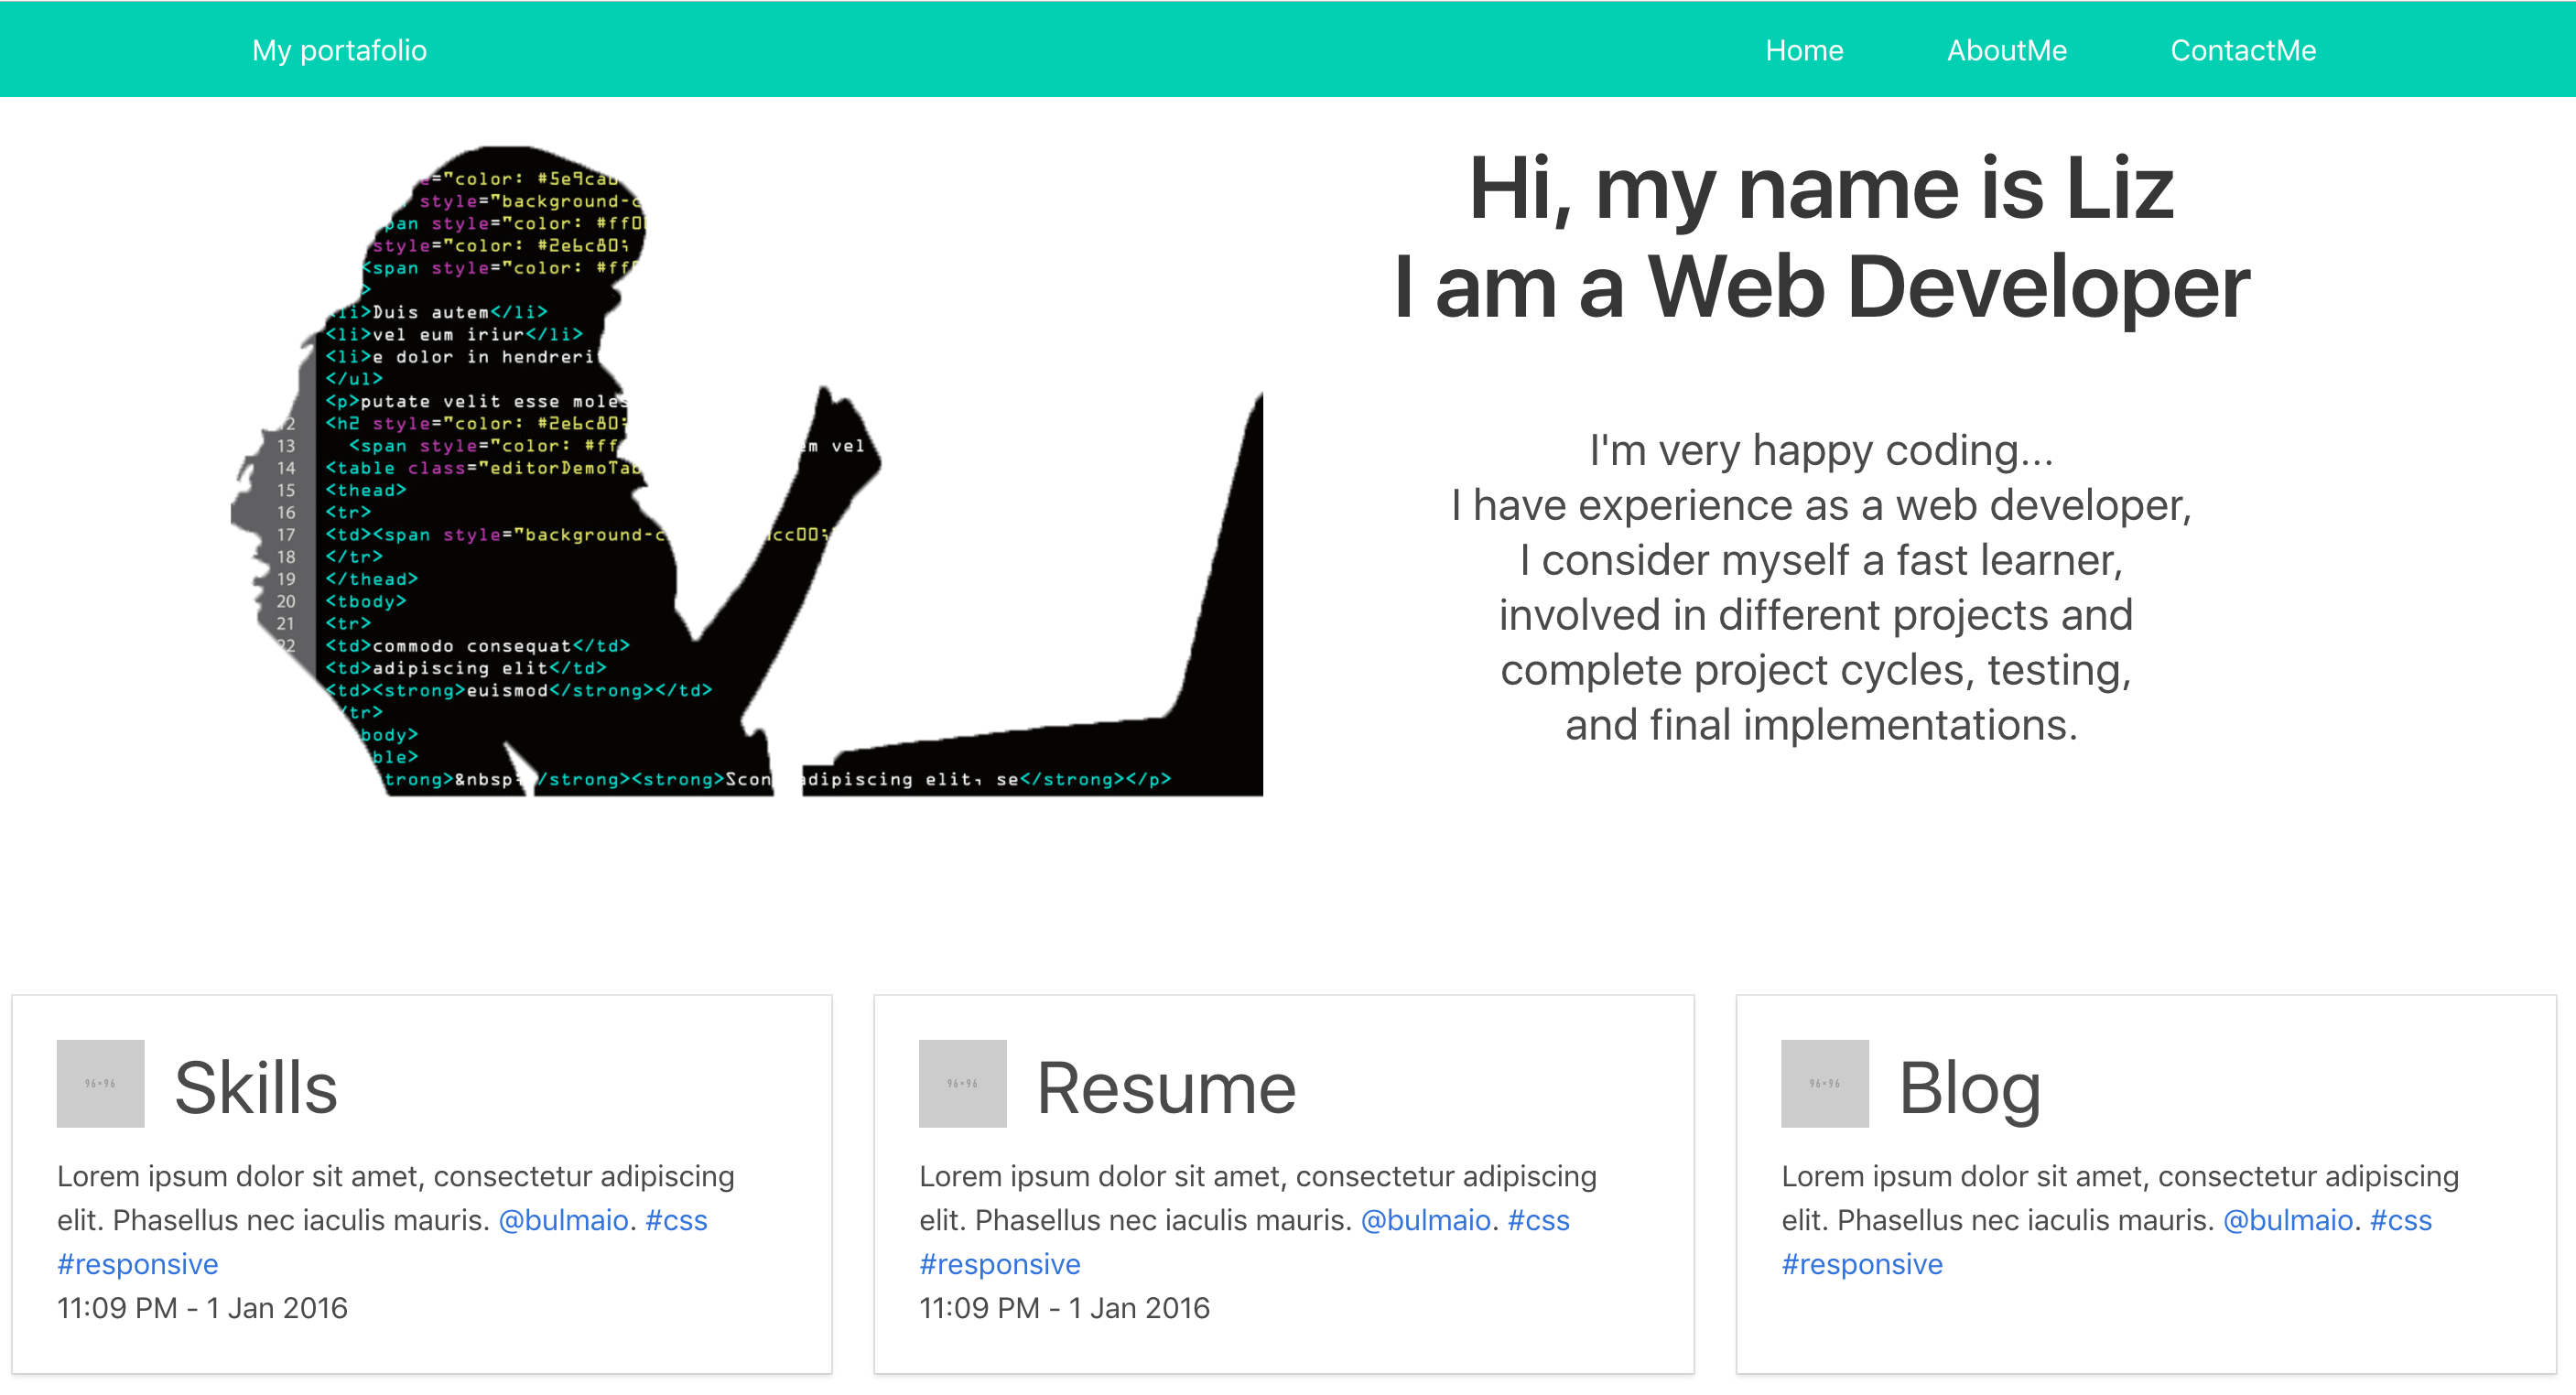 My portafolio
Home AboutMe ContactMe
="color: #5e9ca
style="background-c
pan style="color: #ff0
style="color: #2e6c80;
<span style="color: #ff
>
li>Duis autem</li>
<li>vel eum iriur</li>
<li>e dolor in hendreri
</ul>
<p>putate velit esse moles
<h2 style="color: #2e6c80;
13 <span style="color: #ff m vel
14 <table class="editorDemoTab
15 <thead>
16 <tr>
17 <td><span style="background-c cc00;
18 </tr>
19 </thead>
20 <tbody>
21 <tr>
22 <td>commodo consequat</td>
<td>adipiscing elit</td>
<td><strong>euismod</strong></td>
/tr>
body>
ble>
trong>&nbsp; /strong><strong>Scon adipiscing elit, se</strong></p>
Hi, my name is Liz
I am a Web Developer
I'm very happy coding...
I have experience as a web developer,
I consider myself a fast learner,
involved in different projects and
complete project cycles, testing,
and final implementations.
96×96
Skills
Lorem ipsum dolor sit amet, consectetur adipiscing
elit. Phasellus nec iaculis mauris. @bulmaio. #css
#responsive
11:09 PM - 1 Jan 2016
96×96
Resume
Lorem ipsum dolor sit amet, consectetur adipiscing
elit. Phasellus nec iaculis mauris. @bulmaio. #css
#responsive
11:09 PM - 1 Jan 2016
96×96
Blog
Lorem ipsum dolor sit amet, consectetur adipiscing
elit. Phasellus nec iaculis mauris. @bulmaio. #css
#responsive